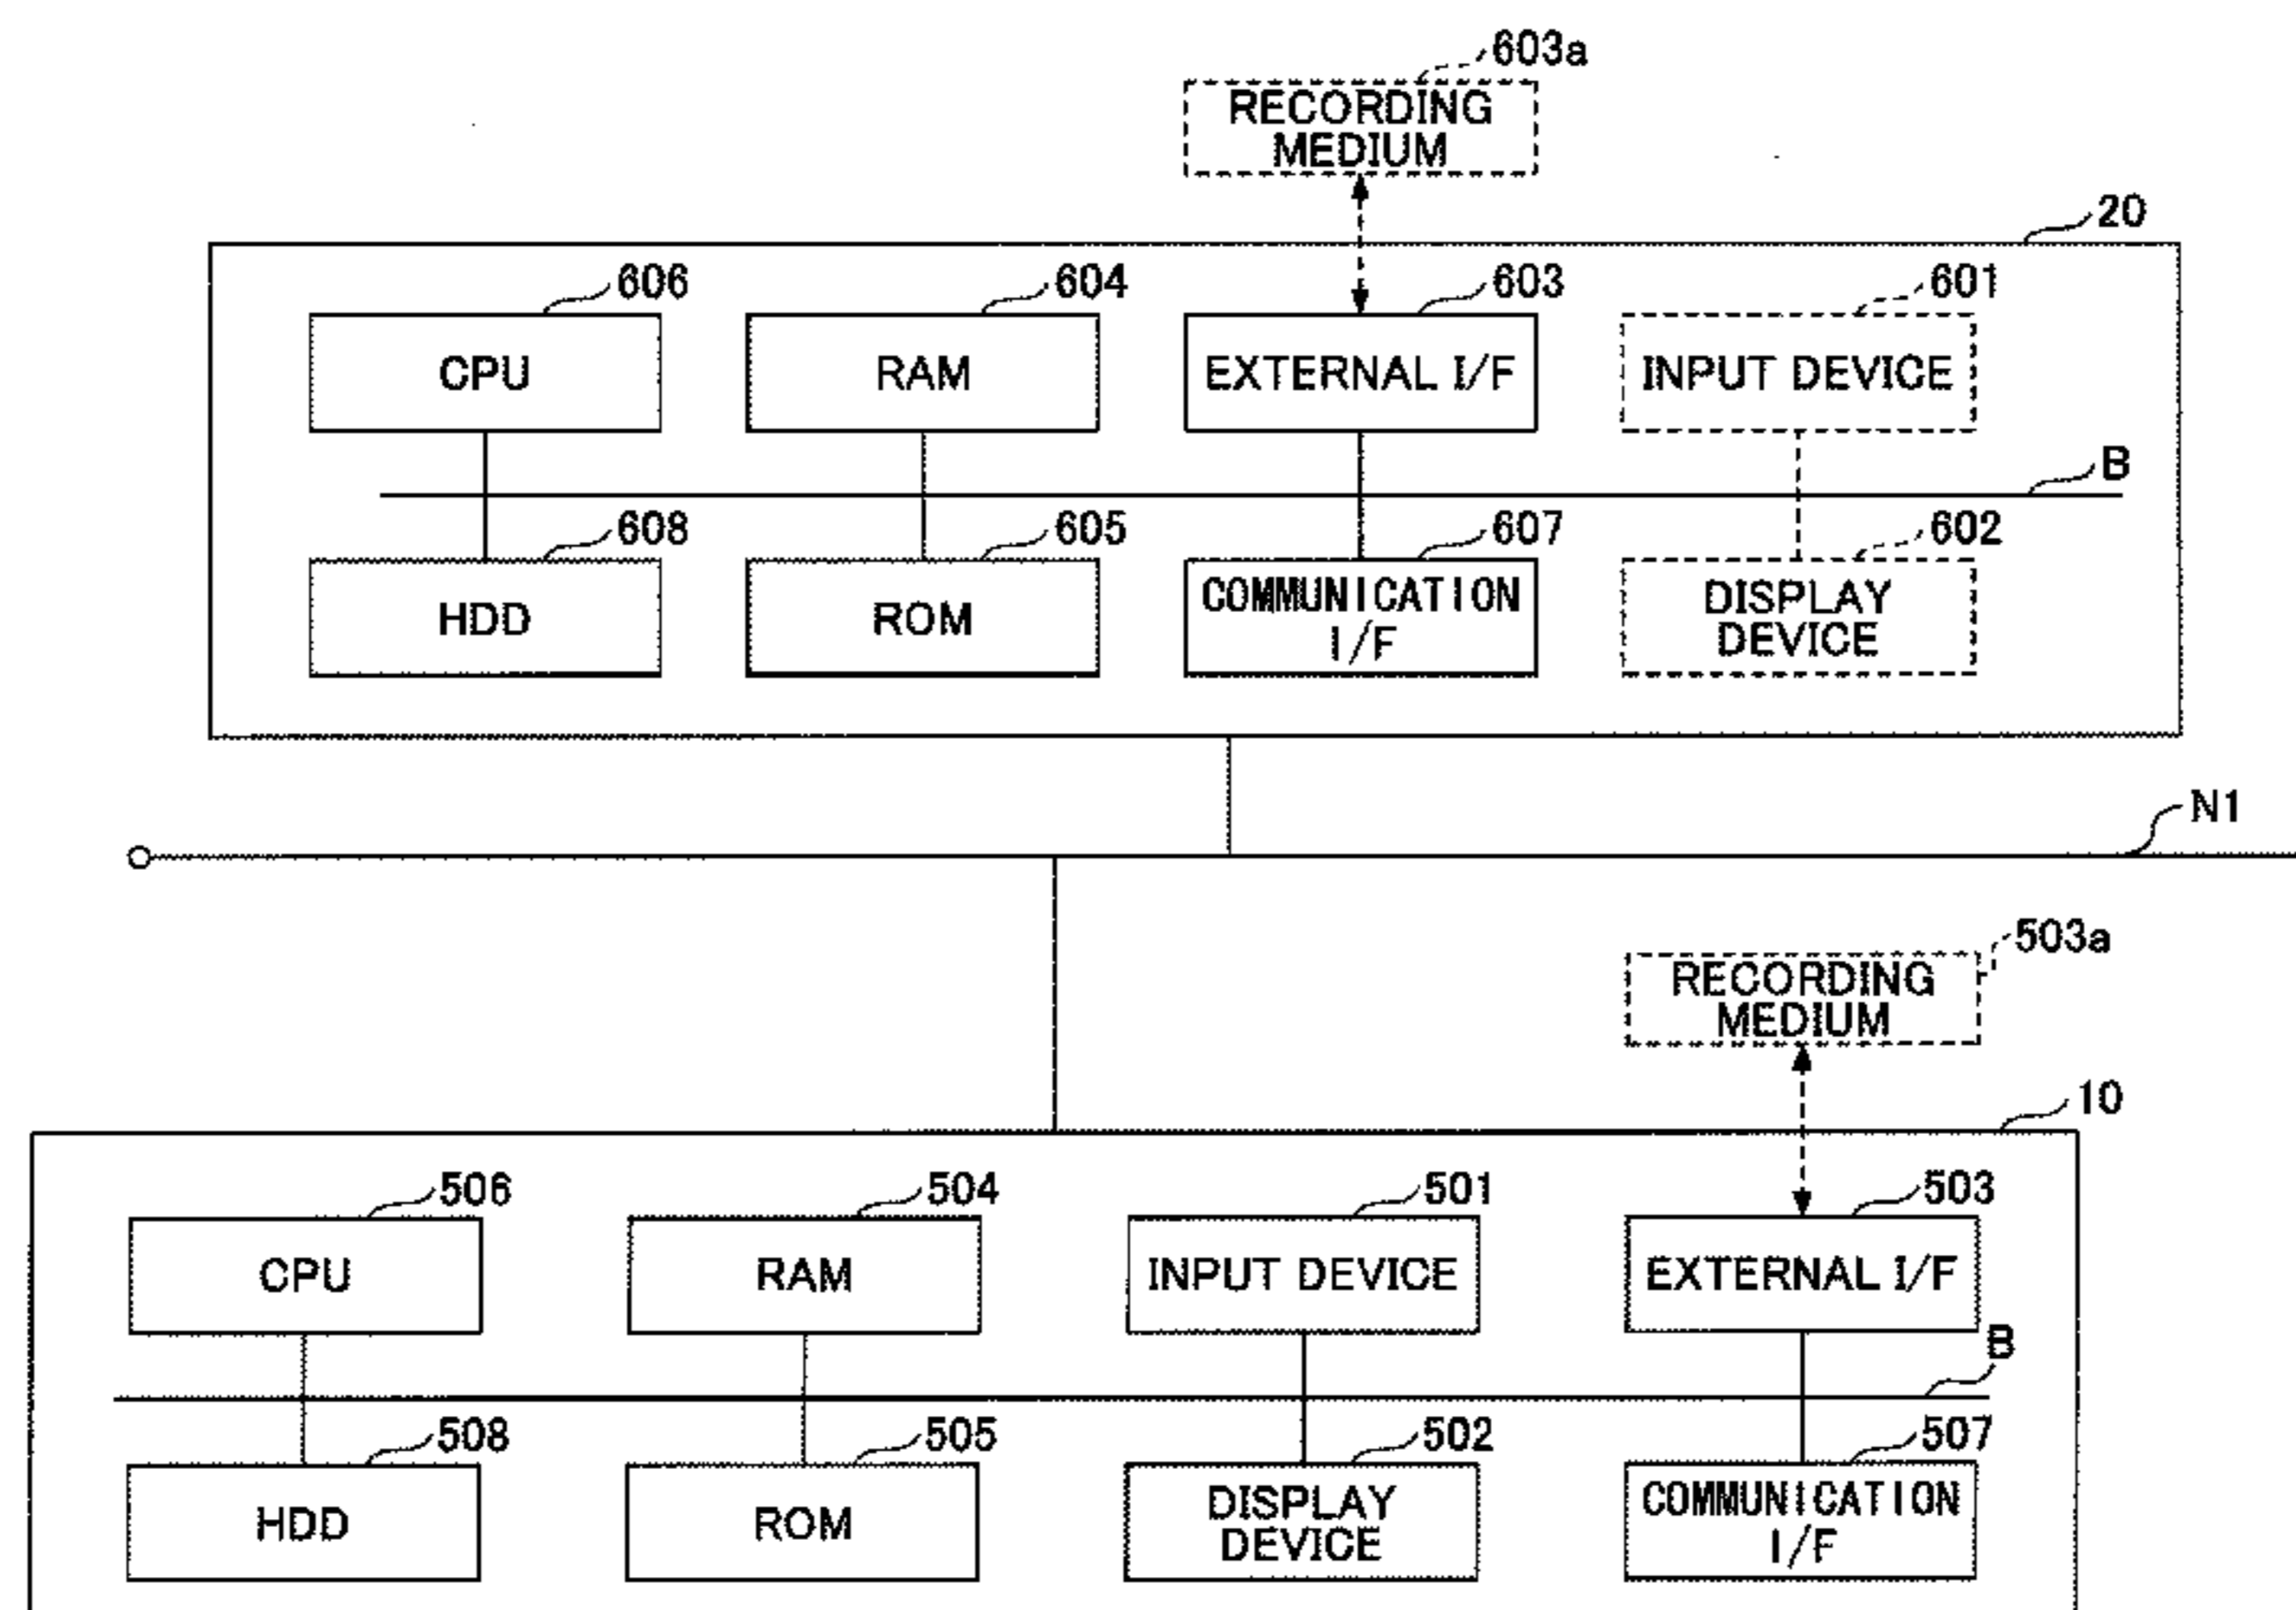 603a
RECORDING
MEDIUM
20
606
604
603
601
CPU
RAM
EXTERNAL I/F
INPUT DEVICE
B
608
605
607
602
HDD
ROM
COMMUNICATION
I/F
DISPLAY
DEVICE
N1
503a
RECORDING
MEDIUM
10
506
504
501
503
CPU
RAM
INPUT DEVICE
EXTERNAL I/F
B
508
505
502
507
HDD
ROM
DISPLAY
DEVICE
COMMUNICATION
I/F